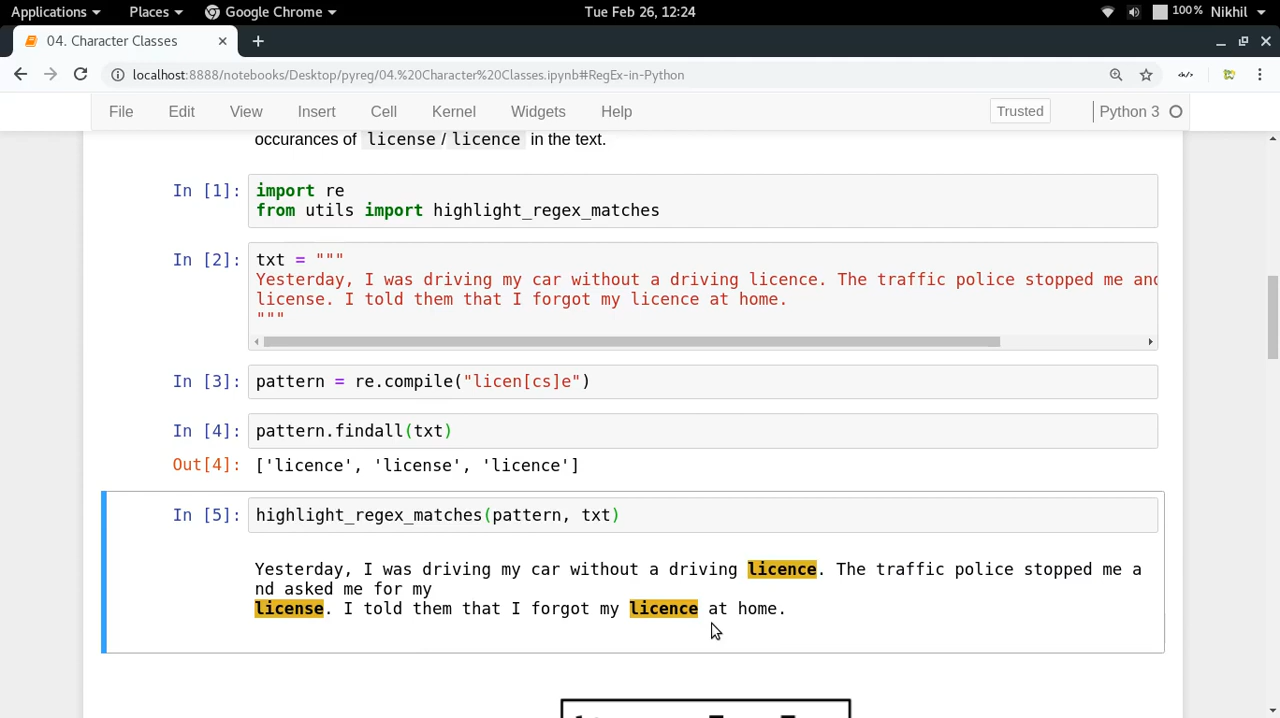 Applications Places Google Chrome Tue Feb 26, 12:24 100% Nikhil
04. Character Classes
localhost:8888/notebooks/Desktop/pyreg/04.%20Character%20Classes.ipynb#RegEx-in-Python
File Edit View Insert Cell Kernel Widgets Help Trusted Python 3
occurances of license / licence in the text.
In [1]: import re
from utils import highlight_regex_matches
In [2]: txt = """
Yesterday, I was driving my car without a driving licence. The traffic police stopped me and
license. I told them that I forgot my licence at home.
"""
In [3]: pattern = re.compile("licen[cs]e")
In [4]: pattern.findall(txt)
Out[4]: ['licence', 'license', 'licence']
In [5]: highlight_regex_matches(pattern, txt)
Yesterday, I was driving my car without a driving licence. The traffic police stopped me a
nd asked me for my
license. I told them that I forgot my licence at home.